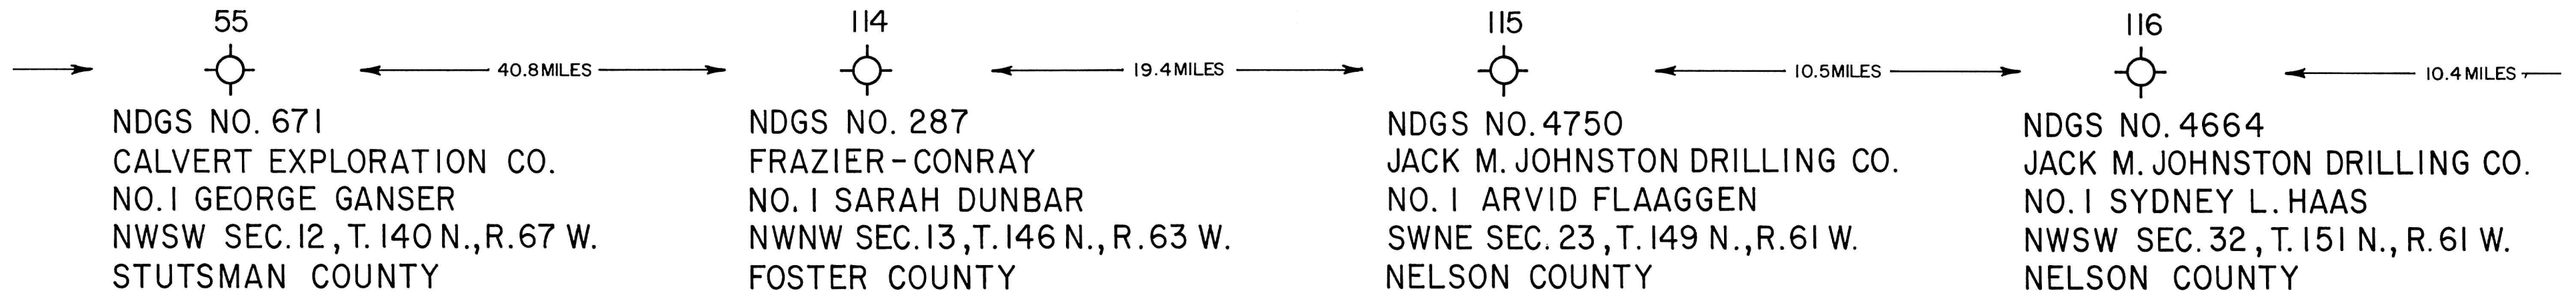 55
40.8 MILES
114
19.4 MILES
115
10.5 MILES
116
10.4 MILES
NDGS NO. 671
CALVERT EXPLORATION CO.
NO. 1 GEORGE GANSER
NWSW SEC. 12, T. 140 N., R. 67 W.
STUTSMAN COUNTY
NDGS NO. 287
FRAZIER-CONRAY
NO. 1 SARAH DUNBAR
NWNW SEC. 13, T. 146 N., R. 63 W.
FOSTER COUNTY
NDGS NO. 4750
JACK M. JOHNSTON DRILLING CO.
NO. 1 ARVID FLAAGGEN
SWNE SEC. 23, T. 149 N., R. 61 W.
NELSON COUNTY
NDGS NO. 4664
JACK M. JOHNSTON DRILLING CO.
NO. 1 SYDNEY L. HAAS
NWSW SEC. 32, T. 151 N., R. 61 W.
NELSON COUNTY